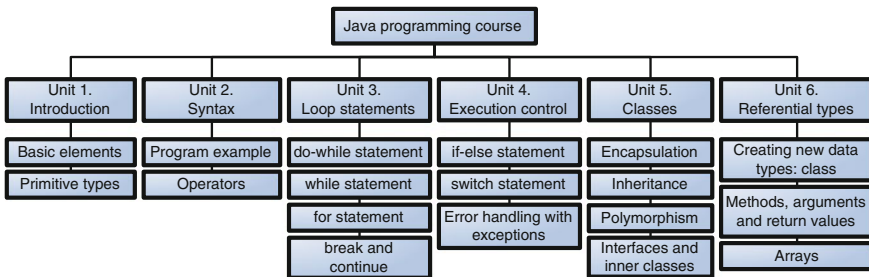 Java programming course
Unit 1.
Introduction
Basic elements
Primitive types
Unit 2.
Syntax
Program example
Operators
Unit 3.
Loop statements
do-while statement
while statement
for statement
break and
continue
Unit 4.
Execution control
if-else statement
switch statement
Error handling with
exceptions
Unit 5.
Classes
Encapsulation
Inheritance
Polymorphism
Interfaces and
inner classes
Unit 6.
Referential types
Creating new data
types: class
Methods, arguments
and return values
Arrays